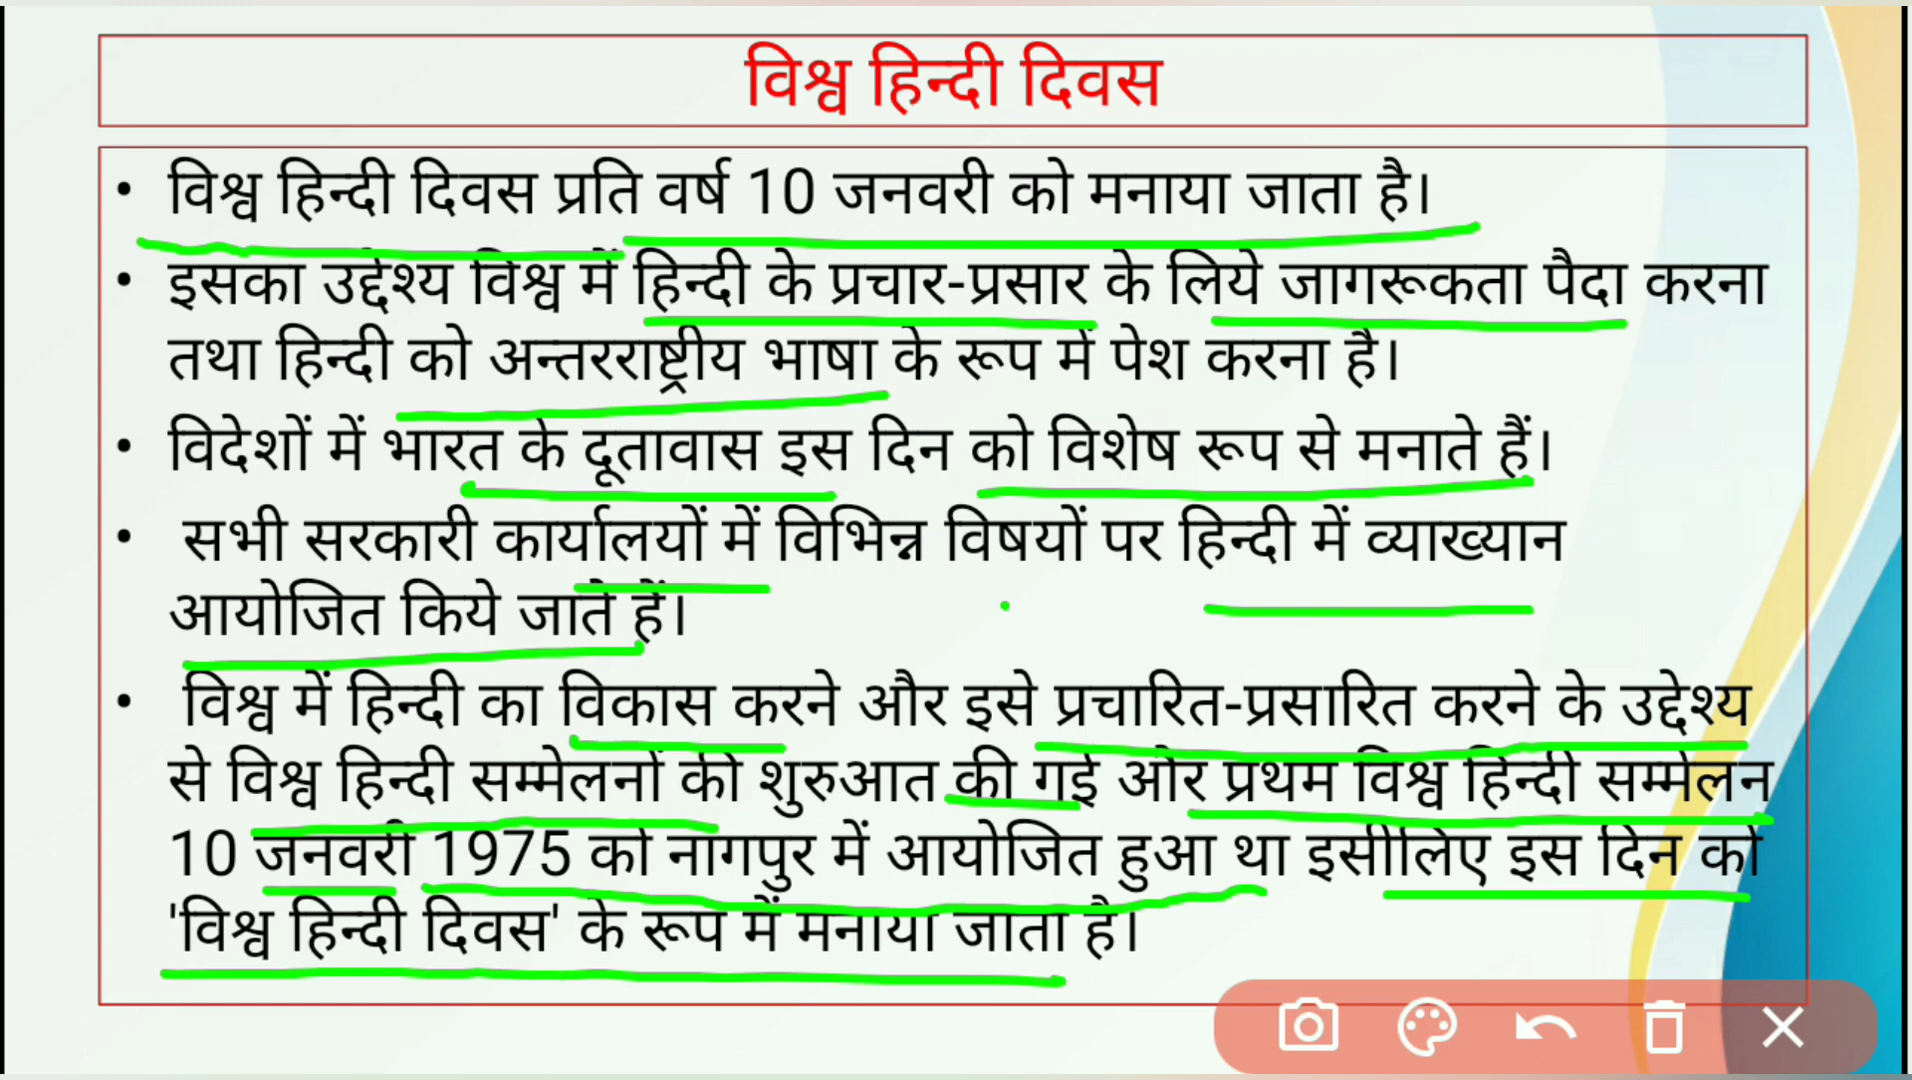 विश्व हिन्दी दिवस
• विश्व हिन्दी दिवस प्रति वर्ष 10 जनवरी को मनाया जाता है।
• इसका उद्देश्य विश्व में हिन्दी के प्रचार-प्रसार के लिये जागरूकता पैदा करना
तथा हिन्दी को अन्तरराष्ट्रीय भाषा के रूप में पेश करना है।
• विदेशों में भारत के दूतावास इस दिन को विशेष रूप से मनाते हैं।
• सभी सरकारी कार्यालयों में विभिन्न विषयों पर हिन्दी में व्याख्यान
आयोजित किये जाते हैं।
• विश्व में हिन्दी का विकास करने और इसे प्रचारित-प्रसारित करने के उद्देश्य
से विश्व हिन्दी सम्मेलनों की शुरुआत की गई और प्रथम विश्व हिन्दी सम्मेलन
10 जनवरी 1975 को नागपुर में आयोजित हुआ था इसीलिए इस दिन को
'विश्व हिन्दी दिवस' के रूप में मनाया जाता है।